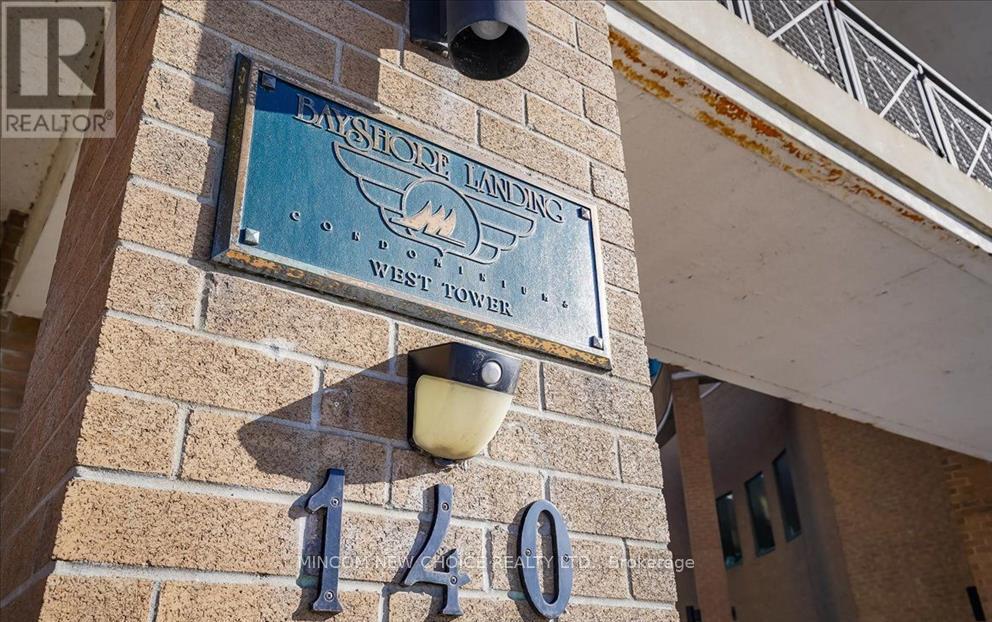 R
REALTOR®
BAYSHORE LANDING
CONDOMINIUMS
WEST TOWER
140
MINCOM NEW CHOICE REALTY LTD. Brokerage